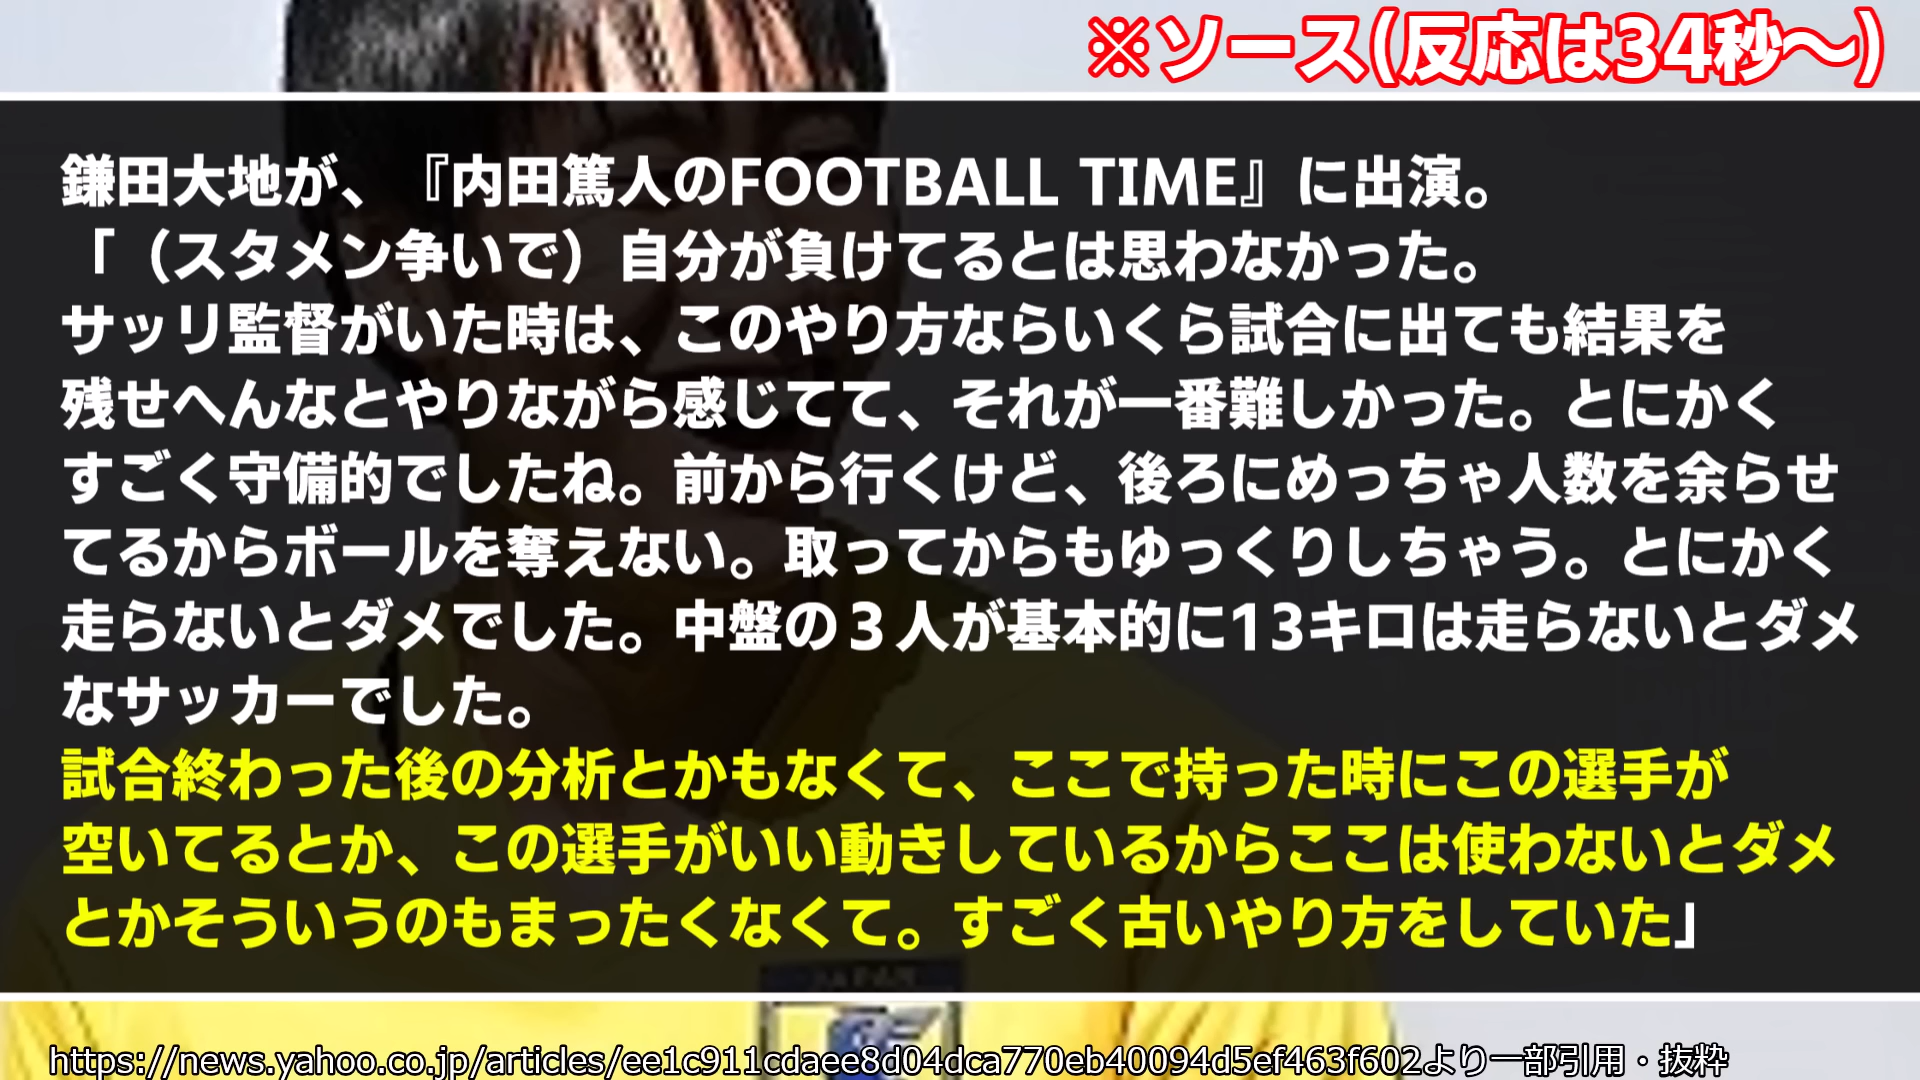 ※ソース(反応は34秒～)
鎌田大地が、『内田篤人のFOOTBALL TIME』に出演。
「（スタメン争いで）自分が負けてるとは思わなかった。
サッリ監督がいた時は、このやり方ならいくら試合に出ても結果を
残せへんなとやりながら感じてて、それが一番難しかった。とにかく
すごく守備的でしたね。前から行くけど、後ろにめっちゃ人数を余らせ
てるからボールを奪えない。取ってからもゆっくりしちゃう。とにかく
走らないとダメでした。中盤の３人が基本的に13キロは走らないとダメ
なサッカーでした。
試合終わった後の分析とかもなくて、ここで持った時にこの選手が
空いてるとか、この選手がいい動きしているからここは使わないとダメ
とかそういうのもまったくなくて。すごく古いやり方をしていた」
JAPAN
https://news.yahoo.co.jp/articles/ee1c911cdaee8d04dca770eb40094d5ef463f602より一部引用・抜粋